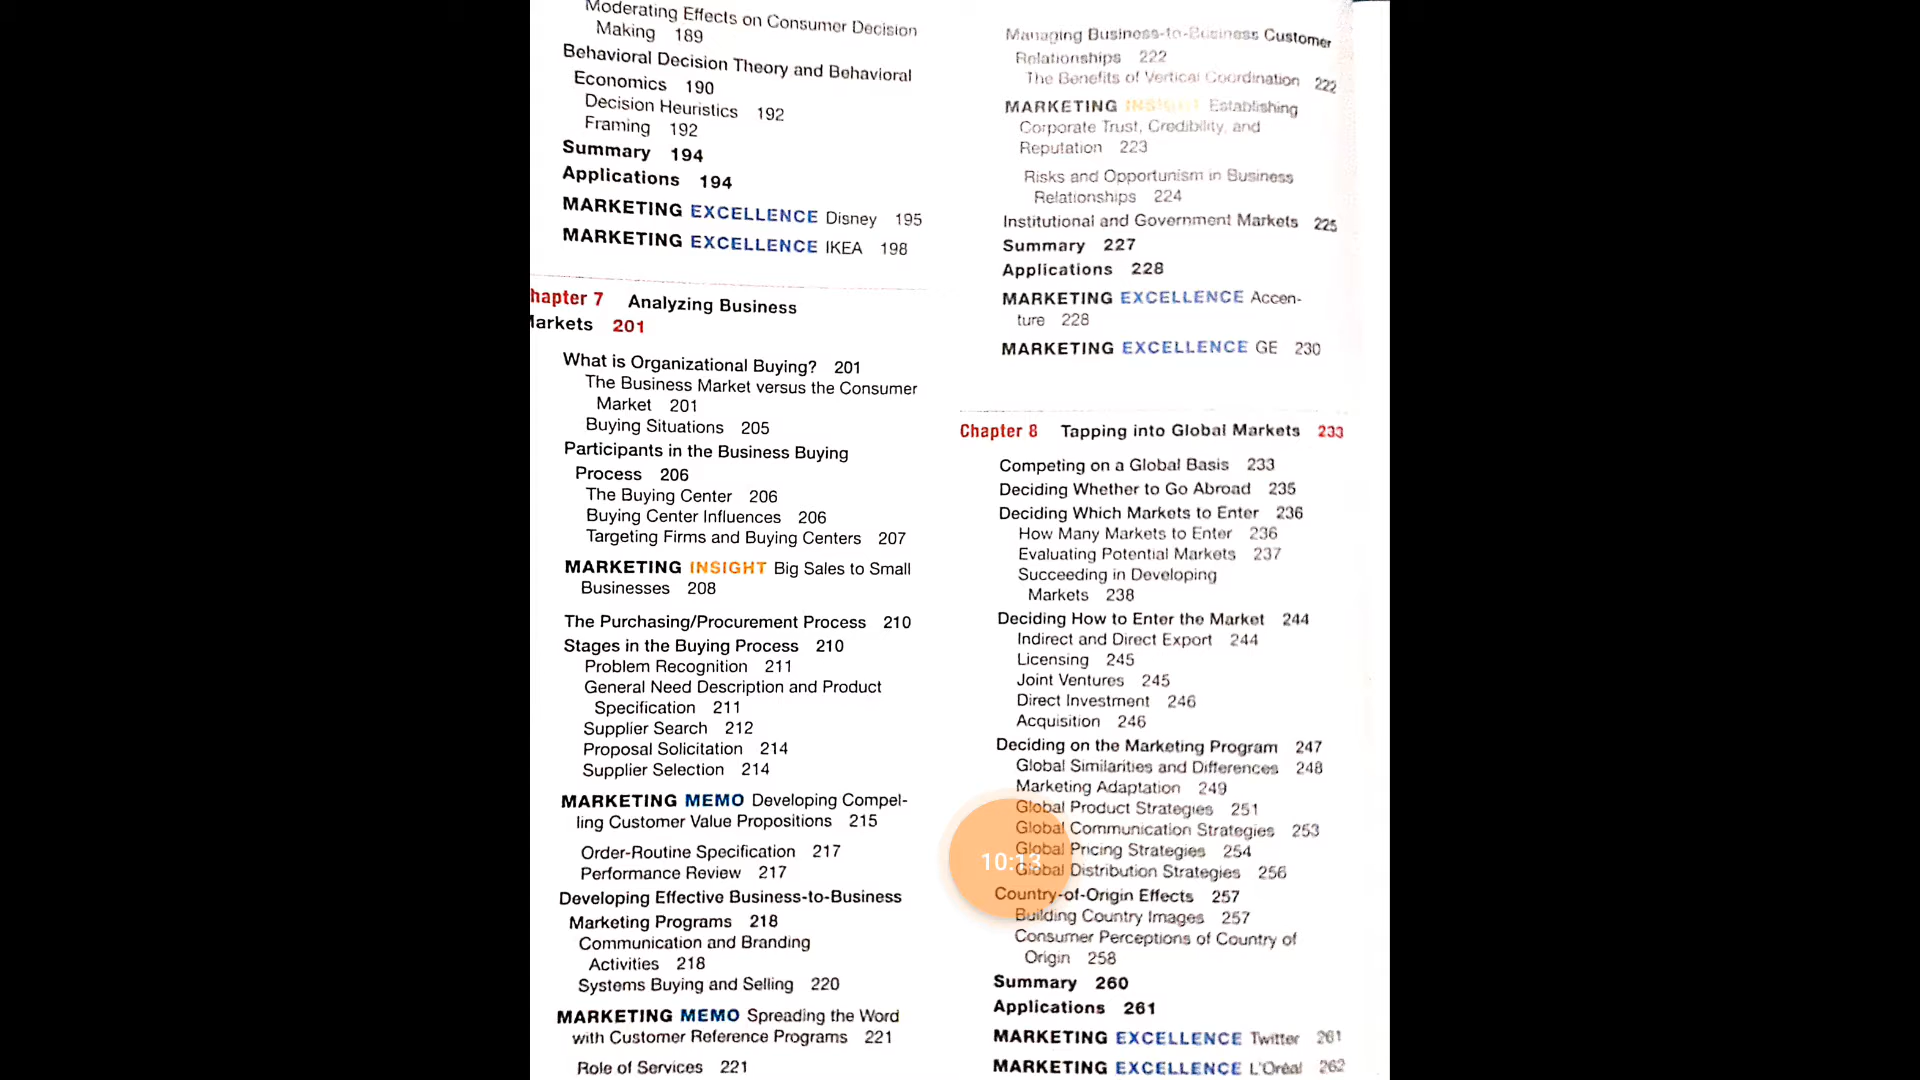 Moderating Effects on Consumer Decision
Making 189
Behavioral Decision Theory and Behavioral
Economics 190
Decision Heuristics 192
Framing 192
Summary 194
Applications 194
MARKETING EXCELLENCE Disney 195
MARKETING EXCELLENCE IKEA 198
hapter 7 Analyzing Business
arkets 201
What is Organizational Buying? 201
The Business Market versus the Consumer
Market 201
Buying Situations 205
Participants in the Business Buying
Process 206
The Buying Center 206
Buying Center Influences 206
Targeting Firms and Buying Centers 207
MARKETING INSIGHT Big Sales to Small
Businesses 208
The Purchasing/Procurement Process 210
Stages in the Buying Process 210
Problem Recognition 211
General Need Description and Product
Specification 211
Supplier Search 212
Proposal Solicitation 214
Supplier Selection 214
MARKETING MEMO Developing Compel-
ling Customer Value Propositions 215
Order-Routine Specification 217
Performance Review 217
Developing Effective Business-to-Business
Marketing Programs 218
Communication and Branding
Activities 218
Systems Buying and Selling 220
MARKETING MEMO Spreading the Word
with Customer Reference Programs 221
Role of Services 221
Managing Business-to-Business Customer
Relationships 222
The Benefits of Vertical Coordination 222
MARKETING INSIGHT Establishing
Corporate Trust, Credibility, and
Reputation 223
Risks and Opportunism in Business
Relationships 224
Institutional and Government Markets 225
Summary 227
Applications 228
MARKETING EXCELLENCE Accen-
ture 228
MARKETING EXCELLENCE GE 230
Chapter 8 Tapping into Global Markets 233
Competing on a Global Basis 233
Deciding Whether to Go Abroad 235
Deciding Which Markets to Enter 236
How Many Markets to Enter 236
Evaluating Potential Markets 237
Succeeding in Developing
Markets 238
Deciding How to Enter the Market 244
Indirect and Direct Export 244
Licensing 245
Joint Ventures 245
Direct Investment 246
Acquisition 246
Deciding on the Marketing Program 247
Global Similarities and Differences 248
Marketing Adaptation 249
Global Product Strategies 251
Global Communication Strategies 253
Global Pricing Strategies 254
10:13
Global Distribution Strategies 256
Country-of-Origin Effects 257
Building Country Images 257
Consumer Perceptions of Country of
Origin 258
Summary 260
Applications 261
MARKETING EXCELLENCE Twitter 261
MARKETING EXCELLENCE L'Oréal 262